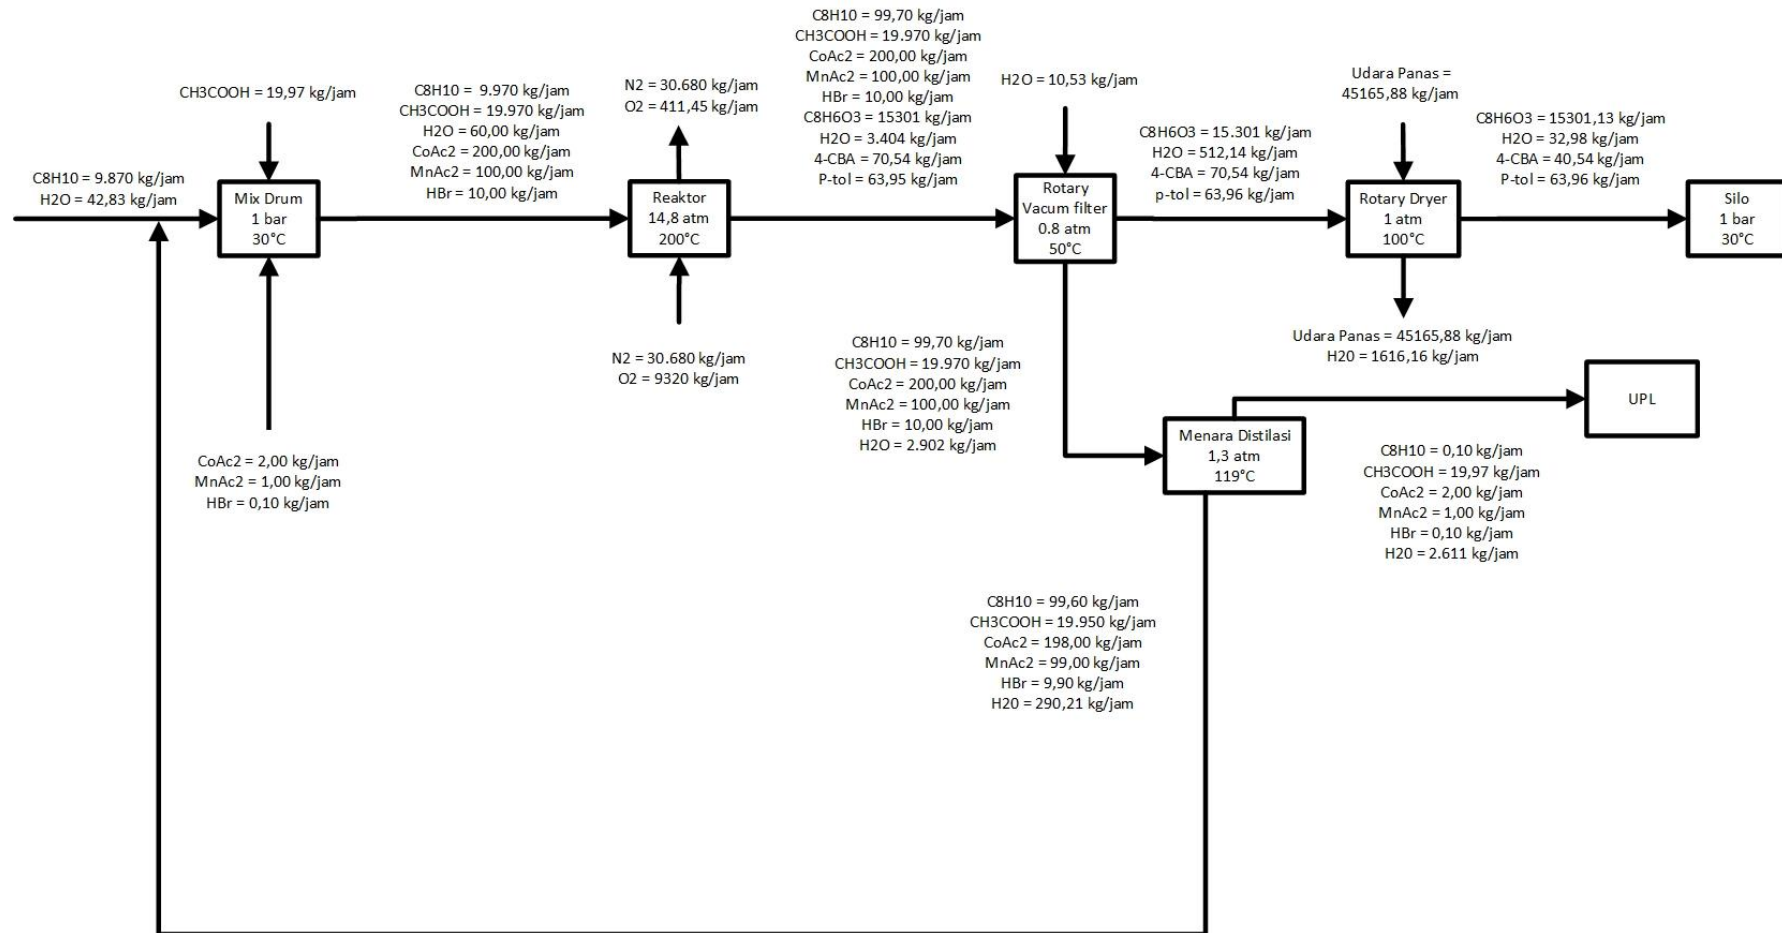 C8H10 = 9.870 kg/jam
H2O = 42,83 kg/jam
CH3COOH = 19,97 kg/jam
Mix Drum
1 bar
30°C
CoAc2 = 2,00 kg/jam
MnAc2 = 1,00 kg/jam
HBr = 0,10 kg/jam
C8H10 = 9.970 kg/jam
CH3COOH = 19.970 kg/jam
H2O = 60,00 kg/jam
CoAc2 = 200,00 kg/jam
MnAc2 = 100,00 kg/jam
HBr = 10,00 kg/jam
N2 = 30.680 kg/jam
O2 = 411,45 kg/jam
Reaktor
14,8 atm
200°C
N2 = 30.680 kg/jam
O2 = 9320 kg/jam
C8H10 = 99,70 kg/jam
CH3COOH = 19.970 kg/jam
CoAc2 = 200,00 kg/jam
MnAc2 = 100,00 kg/jam
HBr = 10,00 kg/jam
C8H6O3 = 15301 kg/jam
H2O = 3.404 kg/jam
4-CBA = 70,54 kg/jam
P-tol = 63,95 kg/jam
H2O = 10,53 kg/jam
Rotary
Vacum filter
0.8 atm
50°C
C8H6O3 = 15.301 kg/jam
H2O = 512,14 kg/jam
4-CBA = 70,54 kg/jam
p-tol = 63,96 kg/jam
Udara Panas =
45165,88 kg/jam
Rotary Dryer
1 atm
100°C
Udara Panas = 45165,88 kg/jam
H20 = 1616,16 kg/jam
C8H6O3 = 15301,13 kg/jam
H2O = 32,98 kg/jam
4-CBA = 40,54 kg/jam
P-tol = 63,96 kg/jam
Silo
1 bar
30°C
C8H10 = 99,70 kg/jam
CH3COOH = 19.970 kg/jam
CoAc2 = 200,00 kg/jam
MnAc2 = 100,00 kg/jam
HBr = 10,00 kg/jam
H2O = 2.902 kg/jam
Menara Distilasi
1,3 atm
119°C
UPL
C8H10 = 0,10 kg/jam
CH3COOH = 19,97 kg/jam
CoAc2 = 2,00 kg/jam
MnAc2 = 1,00 kg/jam
HBr = 0,10 kg/jam
H20 = 2.611 kg/jam
C8H10 = 99,60 kg/jam
CH3COOH = 19.950 kg/jam
CoAc2 = 198,00 kg/jam
MnAc2 = 99,00 kg/jam
HBr = 9,90 kg/jam
H20 = 290,21 kg/jam